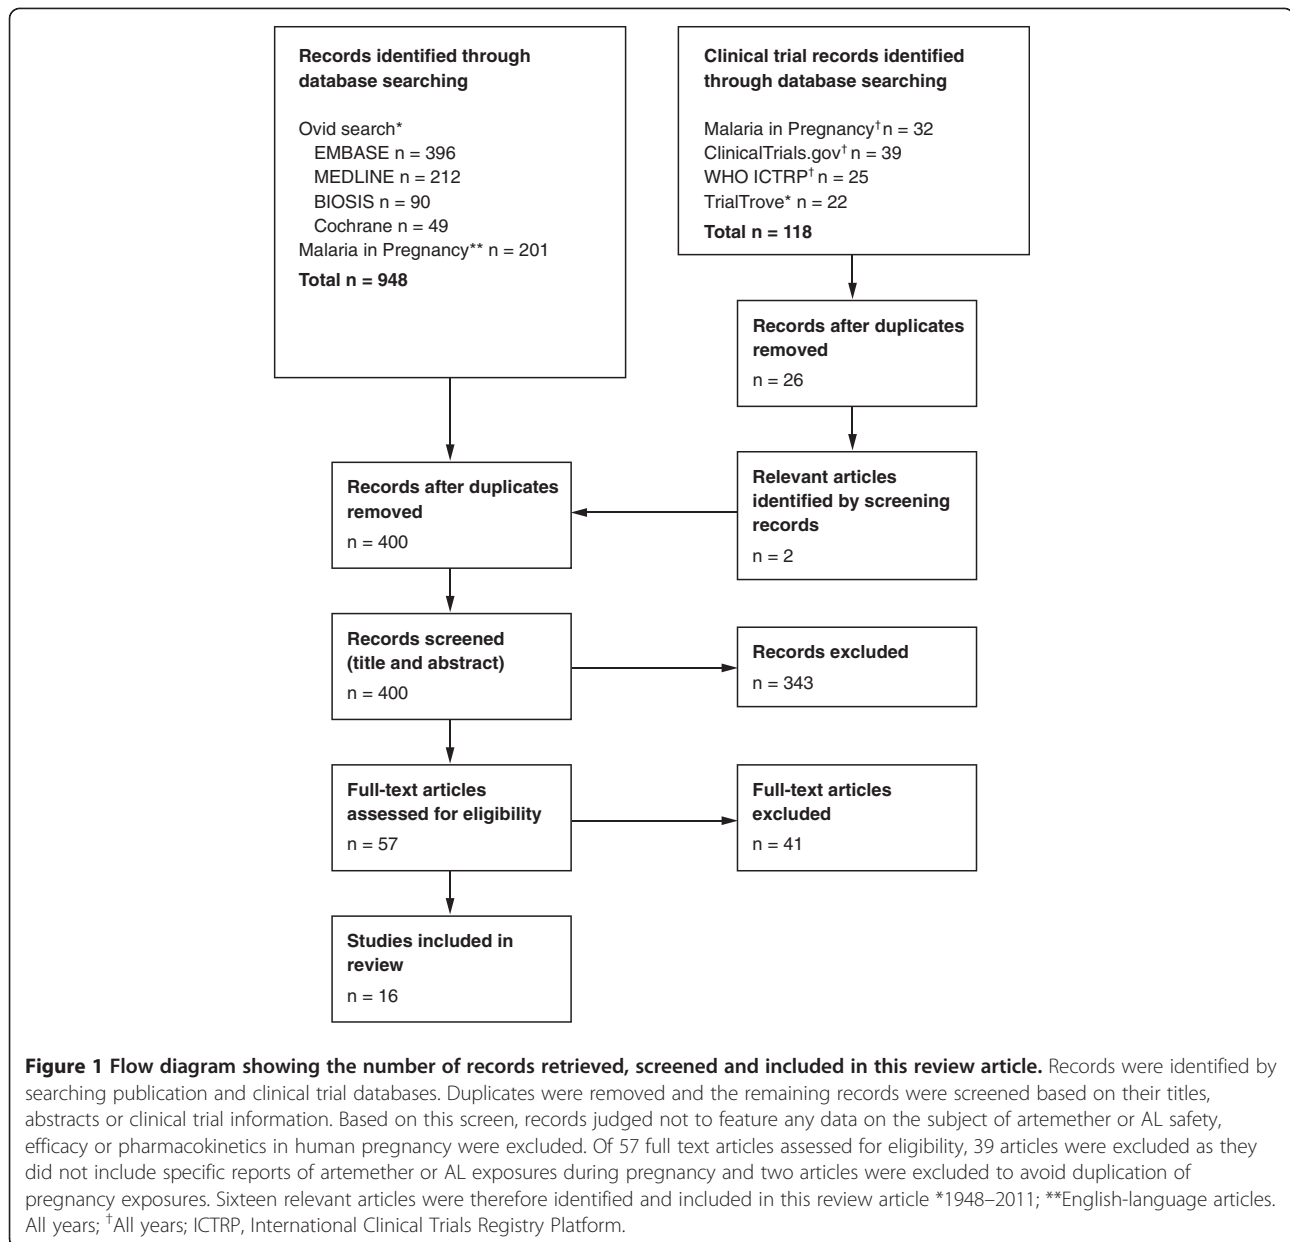 Records identified through
database searching
Ovid search*
EMBASE n = 396
MEDLINE n = 212
BIOSIS n = 90
Cochrane n = 49
Malaria in Pregnancy** n = 201
Total n = 948
Clinical trial records identified
through database searching
Malaria in Pregnancy† n = 32
ClinicalTrials.gov† n = 39
WHO ICTRP† n = 25
TrialTrove* n = 22
Total n = 118
Records after duplicates
removed
n = 26
Records after duplicates
removed
n = 400
Relevant articles
identified by screening
records
n = 2
Records screened
(title and abstract)
n = 400
Records excluded
n = 343
Full-text articles
assessed for eligibility
n = 57
Full-text articles
excluded
n = 41
Studies included in
review
n = 16
Figure 1 Flow diagram showing the number of records retrieved, screened and included in this review article. Records were identified by
searching publication and clinical trial databases. Duplicates were removed and the remaining records were screened based on their titles,
abstracts or clinical trial information. Based on this screen, records judged not to feature any data on the subject of artemether or AL safety,
efficacy or pharmacokinetics in human pregnancy were excluded. Of 57 full text articles assessed for eligibility, 39 articles were excluded as they
did not include specific reports of artemether or AL exposures during pregnancy and two articles were excluded to avoid duplication of
pregnancy exposures. Sixteen relevant articles were therefore identified and included in this review article *1948–2011; **English-language articles.
All years; †All years; ICTRP, International Clinical Trials Registry Platform.